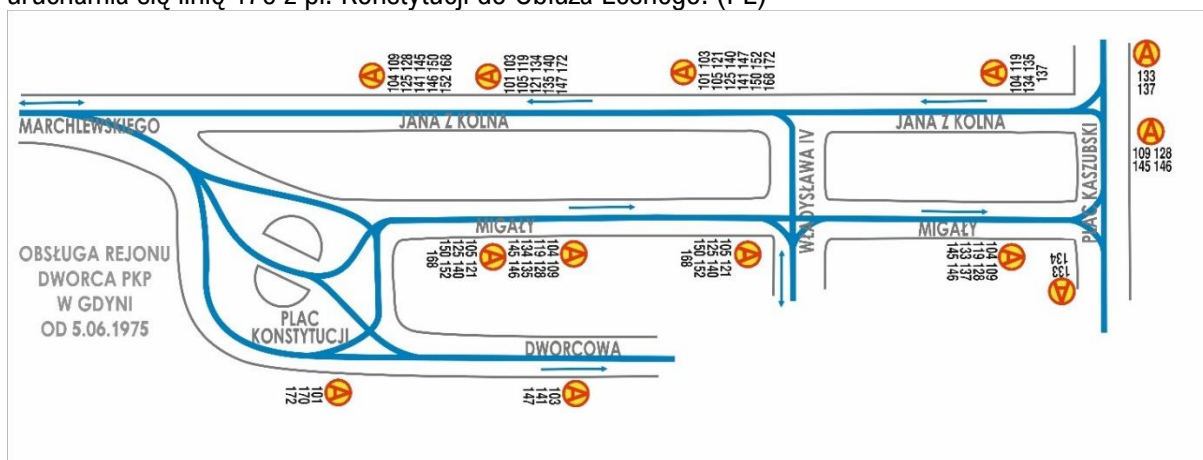 uruchamia się linię 170 z pl. Konstytucji do Obłuża Leśnego. (PŁ)
A
104 109
125 128
141 145
146 150
152 168
A
101 103
105 119
121 134
135 140
147 172
A
101 103
105 121
125 140
141 147
150 152
168 172
A
104 119
134 135
137
A
133
137
MARCHLEWSKIEGO
JANA Z KOLNA
JANA Z KOLNA
A
109 128
145 146
WŁADYSŁAWA IV
PLAC KASZUBSKI
MIGAŁY
MIGAŁY
105 121
125 140
150 152
168
A
104 109
119 128
134 135
145 146
A
105 121
125 140
150 152
168
A
104 109
119 128
133 137
145 146
A
133
134
A
OBSŁUGA REJONU
DWORCA PKP
W GDYNI
OD 5.06.1975
PLAC
KONSTYTUCJI
DWORCOWA
101
170
172
A
103
141
147
A